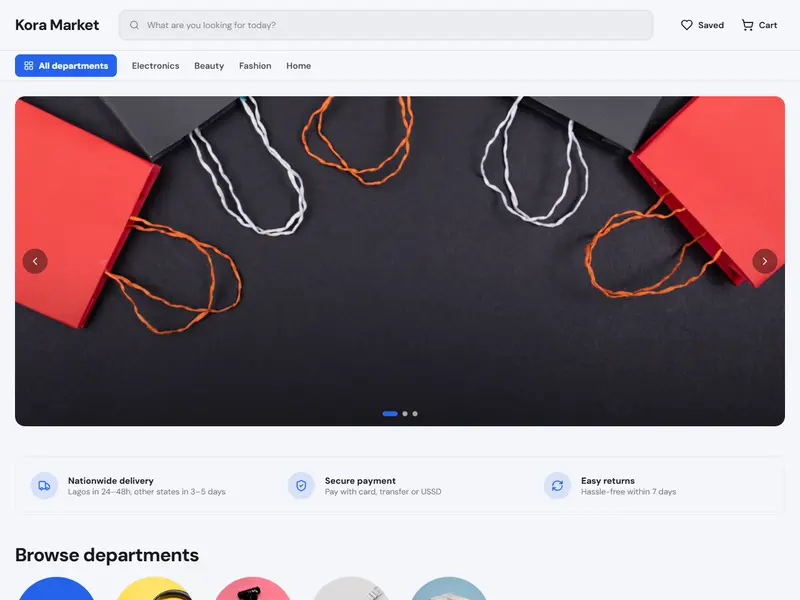 Kora Market
What are you looking for today?
Saved
Cart
All departments
Electronics
Beauty
Fashion
Home
Nationwide delivery
Lagos in 24–48h, other states in 3–5 days
Secure payment
Pay with card, transfer or USSD
Easy returns
Hassle-free within 7 days
Browse departments